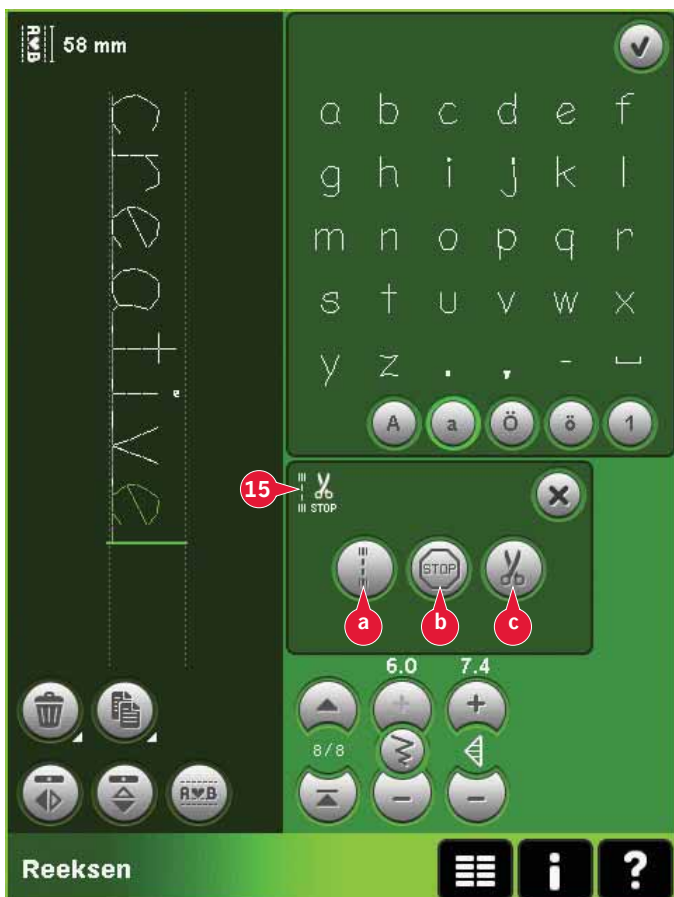 A♥B 58 mm
creative
a b c d e f
g h i j k l
m n o p q r
s t u v w x
y z . , - ⎵
A a Ö ö 1
15 STOP
STOP
a b c
6.0 7.4
8/8
A♥B
Reeksen
i ?